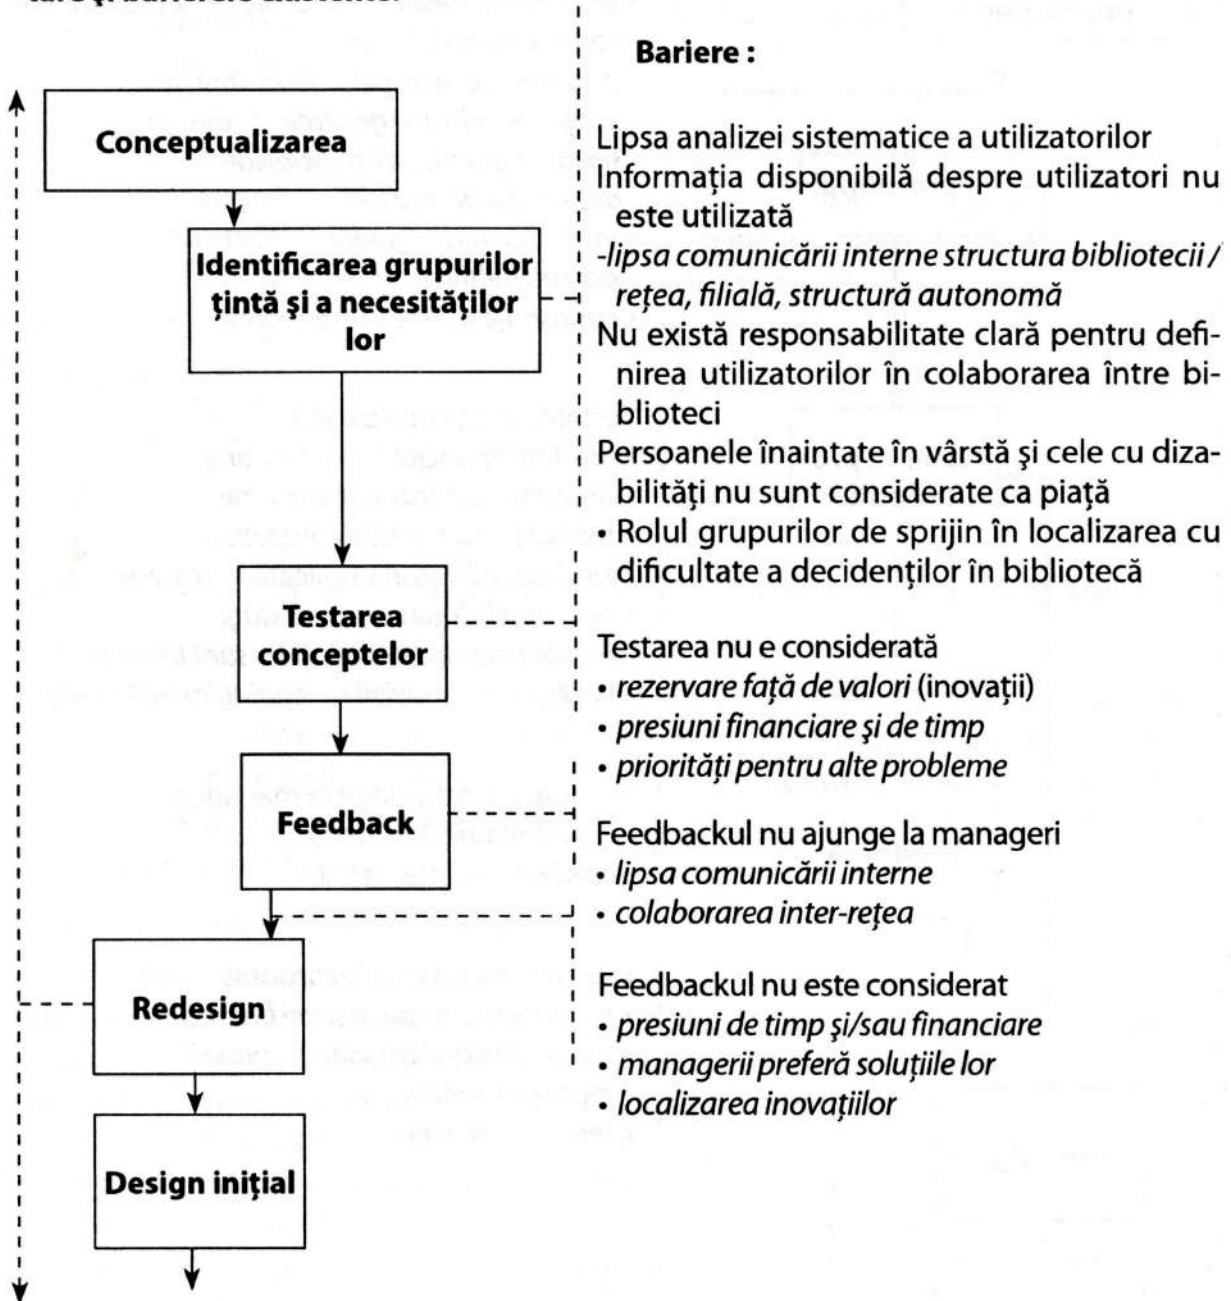 Bariere :
Conceptualizarea
Identificarea grupurilor
țintă și a necesităților
lor
Testarea
conceptelor
Feedback
Redesign
Design inițial
Lipsa analizei sistematice a utilizatorilor
Informația disponibilă despre utilizatori nu
este utilizată
-lipsa comunicării interne structura bibliotecii /
rețea, filială, structură autonomă
Nu există responsabilitate clară pentru defi-
nirea utilizatorilor în colaborarea între bi-
blioteci
Persoanele înaintate în vârstă și cele cu diza-
bilități nu sunt considerate ca piață
Rolul grupurilor de sprijin în localizarea cu
dificultate a decidenților în bibliotecă
Testarea nu e considerată
• rezervare față de valori (inovații)
• presiuni financiare și de timp
• priorități pentru alte probleme
Feedbackul nu ajunge la manageri
• lipsa comunicării interne
• colaborarea inter-rețea
Feedbackul nu este considerat
• presiuni de timp și/sau financiare
• managerii preferă soluțiile lor
• localizarea inovațiilor